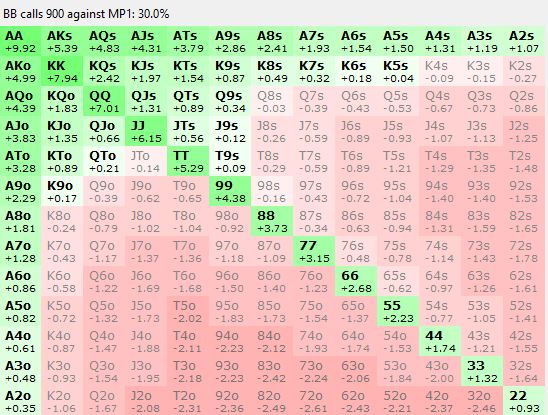 BB calls 900 against MP1: 30.0%
AA AKs AQs AJs ATs A9s A8s A7s A6s A5s A4s A3s A2s
+9.92 +5.39 +4.83 +4.31 +3.79 +2.86 +2.41 +1.93 +1.54 +1.50 +1.31 +1.19 +1.07
AKo KK KQs KJs KTs K9s K8s K7s K6s K5s K4s K3s K2s
+4.99 +7.94 +2.42 +1.97 +1.54 +0.87 +0.49 +0.32 +0.18 +0.04 -0.09 -0.15 -0.27
AQo KQo QQ QJs QTs Q9s Q8s Q7s Q6s Q5s Q4s Q3s Q2s
+4.39 +1.83 +7.01 +1.31 +0.89 +0.34 -0.03 -0.39 -0.43 -0.53 -0.67 -0.73 -0.86
AJo KJo QJo JJ JTs J9s J8s J7s J6s J5s J4s J3s J2s
+3.83 +1.35 +0.66 +6.15 +0.56 +0.12 -0.26 -0.59 -0.89 -0.93 -1.07 -1.13 -1.25
ATo KTo QTo JTo TT T9s T8s T7s T6s T5s T4s T3s T2s
+3.28 +0.89 +0.21 -0.14 +5.29 +0.09 -0.29 -0.59 -0.89 -1.21 -1.29 -1.35 -1.48
A9o K9o Q9o J9o T9o 99 98s 97s 96s 95s 94s 93s 92s
+2.29 +0.17 -0.39 -0.62 -0.65 +4.38 -0.16 -0.43 -0.72 -1.04 -1.40 -1.40 -1.53
A8o K8o Q8o J8o T8o 98o 88 87s 86s 85s 84s 83s 82s
+1.81 -0.24 -0.79 -1.02 -1.04 -0.92 +3.73 -0.34 -0.63 -0.94 -1.31 -1.59 -1.65
A7o K7o Q7o J7o T7o 97o 87o 77 76s 75s 74s 73s 72s
+1.28 -0.43 -1.17 -1.37 -1.36 -1.18 -1.09 +3.15 -0.48 -0.78 -1.14 -1.43 -1.78
A6o K6o Q6o J6o T6o 96o 86o 76o 66 65s 64s 63s 62s
+0.86 -0.58 -1.22 -1.69 -1.68 -1.50 -1.40 -1.23 +2.68 -0.62 -0.97 -1.26 -1.61
A5o K5o Q5o J5o T5o 95o 85o 75o 65o 55 54s 53s 52s
+0.82 -0.72 -1.32 -1.73 -2.02 -1.83 -1.73 -1.54 -1.37 +2.23 -0.77 -1.05 -1.41
A4o K4o Q4o J4o T4o 94o 84o 74o 64o 54o 44 43s 42s
+0.61 -0.87 -1.47 -1.88 -2.11 -2.23 -2.12 -1.93 -1.74 -1.53 +1.74 -1.21 -1.55
A3o K3o Q3o J3o T3o 93o 83o 73o 63o 53o 43o 33 32s
+0.48 -0.93 -1.54 -1.95 -2.18 -2.23 -2.42 -2.24 -2.06 -1.84 -2.00 +1.32 -1.64
A2o K2o Q2o J2o T2o 92o 82o 72o 62o 52o 42o 32o 22
+0.35 -1.06 -1.67 -2.08 -2.31 -2.36 -2.49 -2.61 -2.43 -2.21 -2.37 -2.46 +0.93